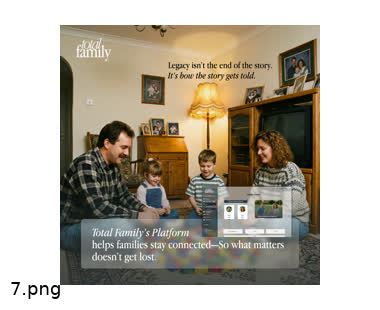 total
family
Legacy isn't the end of the story.
It's how the story gets told.
Total Family's Platform
helps families stay connected—So what matters
doesn't get lost.
7.png